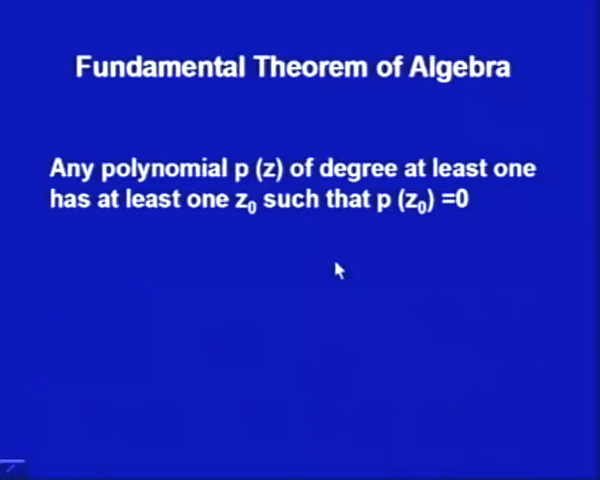 Fundamental Theorem of Algebra
Any polynomial p (z) of degree at least one
has at least one z₀ such that p (z₀) =0